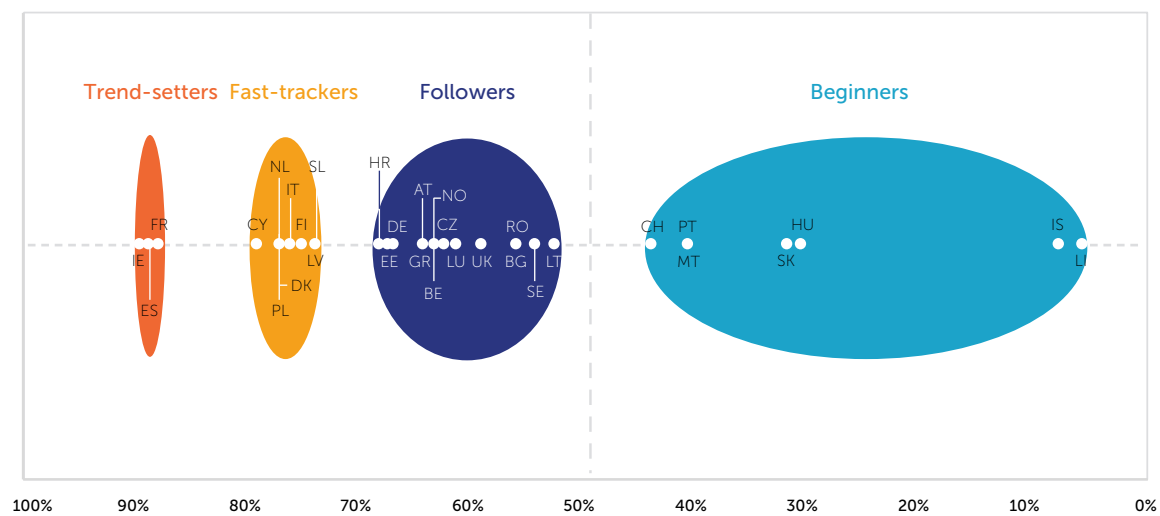 Trend-setters Fast-trackers Followers Beginners
HR
NL SL
IT AT NO
FR CY FI DE CZ RO CH PT HU IS
IE LV EE GR LU UK BG LT MT SK LI
DK
BE SE
ES PL
100% 90% 80% 70% 60% 50% 40% 30% 20% 10% 0%